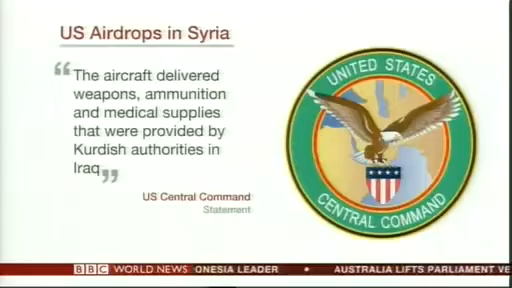 US Airdrops in Syria
“The aircraft delivered
weapons, ammunition
and medical supplies
that were provided by
Kurdish authorities in
Iraq”
US Central Command
Statement
UNITED STATES
CENTRAL COMMAND
BBC WORLD NEWS ONESIA LEADER • AUSTRALIA LIFTS PARLIAMENT VE